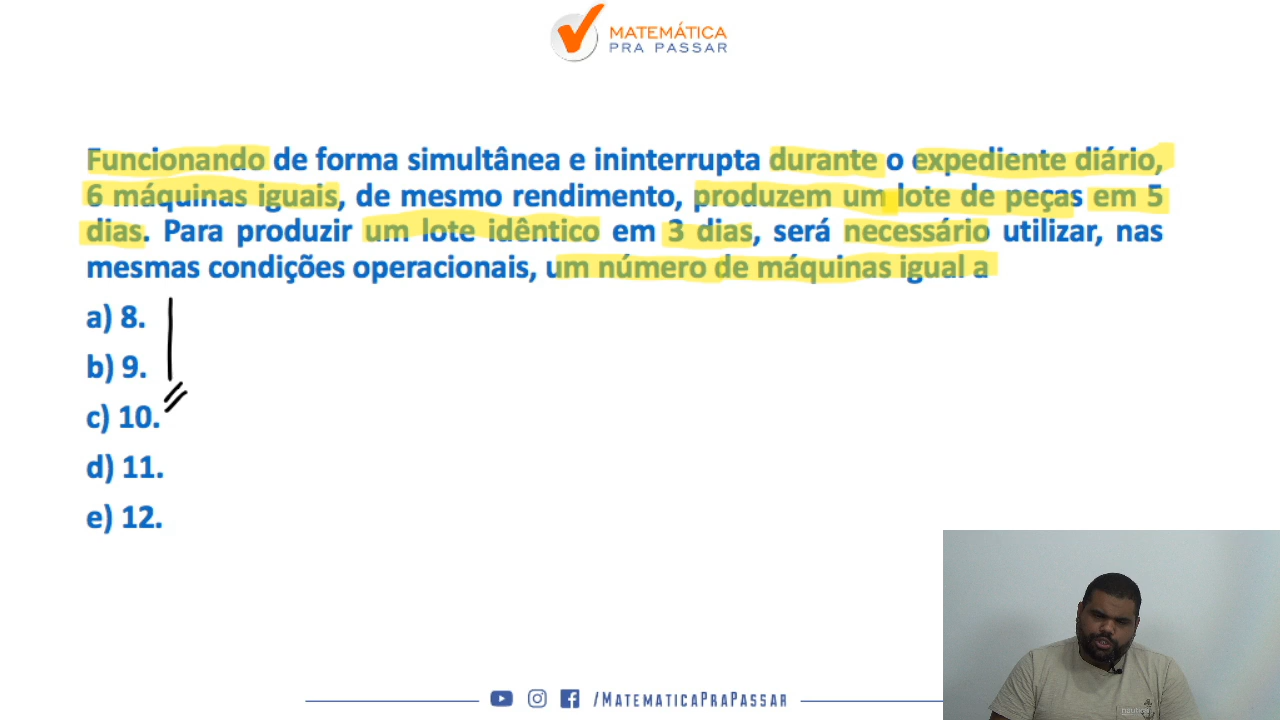 MATEMÁTICA
PRA PASSAR
Funcionando de forma simultânea e ininterrupta durante o expediente diário,
6 máquinas iguais, de mesmo rendimento, produzem um lote de peças em 5
dias. Para produzir um lote idêntico em 3 dias, será necessário utilizar, nas
mesmas condições operacionais, um número de máquinas igual a
a) 8.
b) 9.
c) 10.
d) 11.
e) 12.
/MATEMATICAPRAPASSAR
nautica